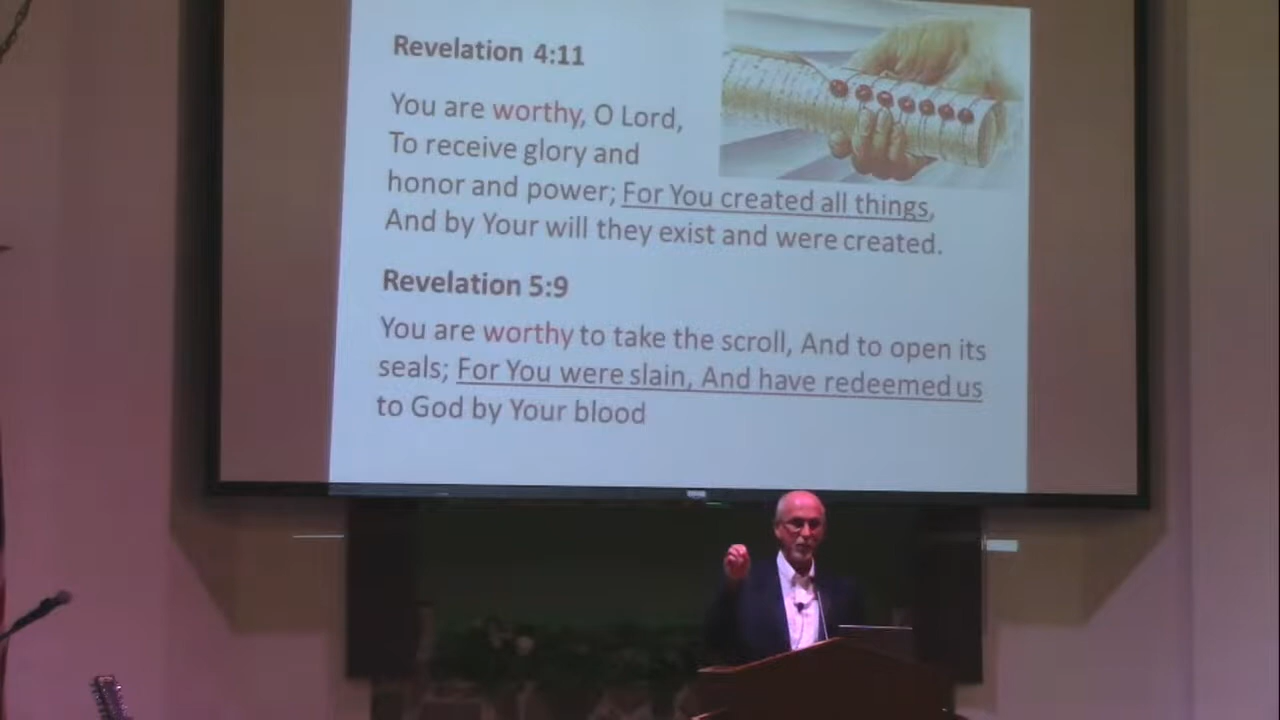 Revelation 4:11
You are worthy, O Lord,
To receive glory and
honor and power; For You created all things,
And by Your will they exist and were created.
Revelation 5:9
You are worthy to take the scroll, And to open its
seals; For You were slain, And have redeemed us
to God by Your blood